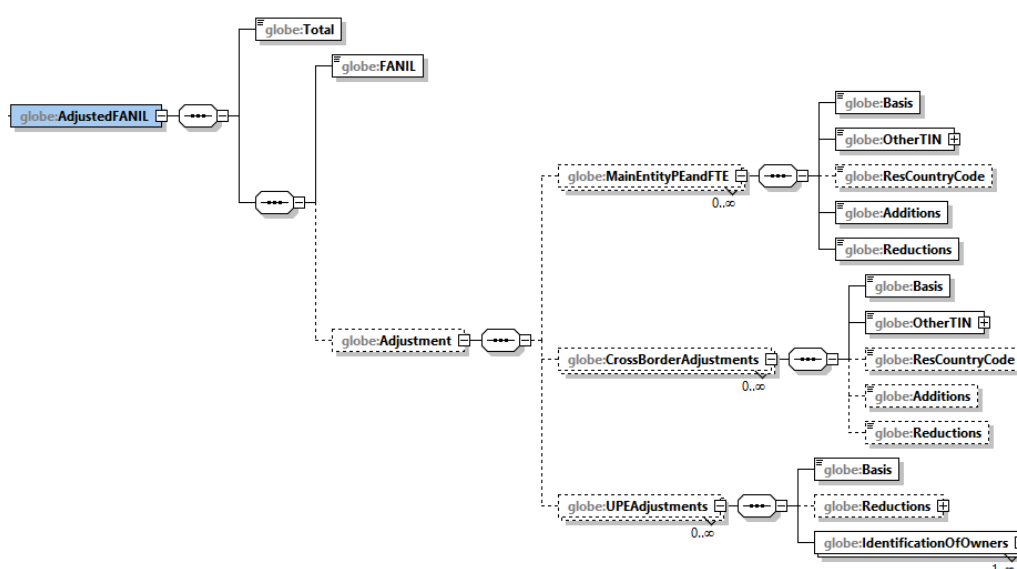 globe:Total
globe:FANIL
globe:AdjustedFANIL
globe:Basis
globe:OtherTIN
globe:MainEntityPEandFTE
0..∞
globe:ResCountryCode
globe:Additions
globe:Reductions
globe:Adjustment
globe:Basis
globe:OtherTIN
globe:CrossBorderAdjustments
0..∞
globe:ResCountryCode
globe:Additions
globe:Reductions
globe:Basis
globe:UPEAdjustments
0..∞
globe:Reductions
globe:IdentificationOfOwners
1..∞